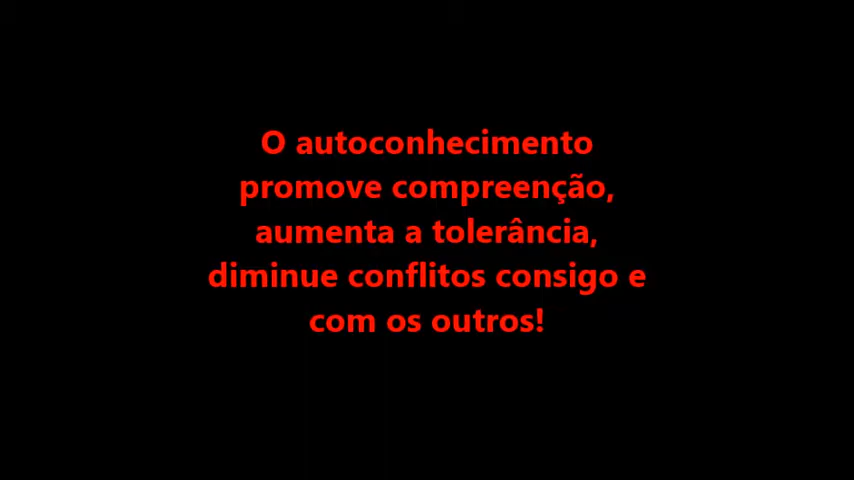 O autoconhecimento
promove compreenção,
aumenta a tolerância,
diminue conflitos consigo e
com os outros!